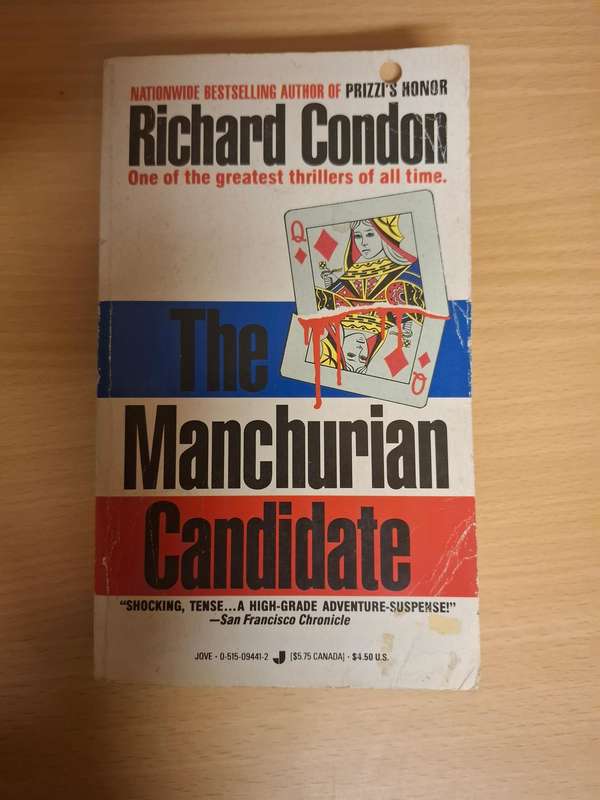 NATIONWIDE BESTSELLING AUTHOR OF PRIZZI'S HONOR
Richard Condon
One of the greatest thrillers of all time.
Q
The
Q
Manchurian
Candidate
"SHOCKING, TENSE...A HIGH-GRADE ADVENTURE-SUSPENSE!"
—San Francisco Chronicle
JOVE • 0-515-09441-2 J [$5.75 CANADA] • $4.50 U.S.